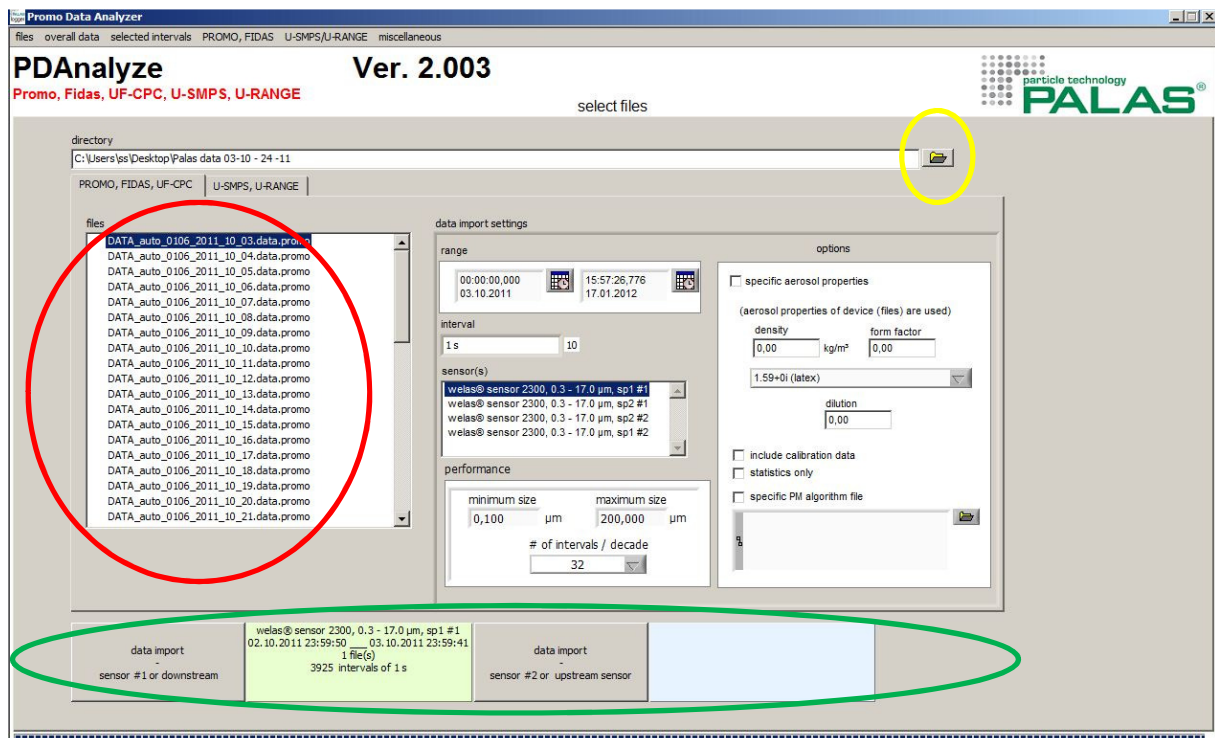 Promo Data Analyzer
files overall data selected intervals PROMO, FIDAS U-SMPS/U-RANGE miscellaneous
PDAnalyze Ver. 2.003
Promo, Fidas, UF-CPC, U-SMPS, U-RANGE
select files
particle technology
PALAS®
directory
C:\Users\ss\Desktop\Palas data 03-10 - 24 -11
PROMO, FIDAS, UF-CPC U-SMPS, U-RANGE
files
DATA_auto_0106_2011_10_03.data.promo
DATA_auto_0106_2011_10_04.data.promo
DATA_auto_0106_2011_10_05.data.promo
DATA_auto_0106_2011_10_06.data.promo
DATA_auto_0106_2011_10_07.data.promo
DATA_auto_0106_2011_10_08.data.promo
DATA_auto_0106_2011_10_09.data.promo
DATA_auto_0106_2011_10_10.data.promo
DATA_auto_0106_2011_10_11.data.promo
DATA_auto_0106_2011_10_12.data.promo
DATA_auto_0106_2011_10_13.data.promo
DATA_auto_0106_2011_10_14.data.promo
DATA_auto_0106_2011_10_15.data.promo
DATA_auto_0106_2011_10_16.data.promo
DATA_auto_0106_2011_10_17.data.promo
DATA_auto_0106_2011_10_18.data.promo
DATA_auto_0106_2011_10_19.data.promo
DATA_auto_0106_2011_10_20.data.promo
DATA_auto_0106_2011_10_21.data.promo
data import settings
range
00:00:00,000 15:57:26,776
03.10.2011 17.01.2012
interval
1 s 10
sensor(s)
welas® sensor 2300, 0.3 - 17.0 µm, sp1 #1
welas® sensor 2300, 0.3 - 17.0 µm, sp2 #1
welas® sensor 2300, 0.3 - 17.0 µm, sp2 #2
welas® sensor 2300, 0.3 - 17.0 µm, sp1 #2
performance
minimum size maximum size
0,100 µm 200,000 µm
# of intervals / decade
32
options
specific aerosol properties
(aerosol properties of device (files) are used)
density form factor
0,00 kg/m³ 0,00
1.59+0i (latex)
dilution
0,00
include calibration data
statistics only
specific PM algorithm file
data import
-
sensor #1 or downstream
welas® sensor 2300, 0.3 - 17.0 µm, sp1 #1
02.10.2011 23:59:50 __ 03.10.2011 23:59:41
1 file(s)
3925 intervals of 1 s
data import
-
sensor #2 or upstream sensor